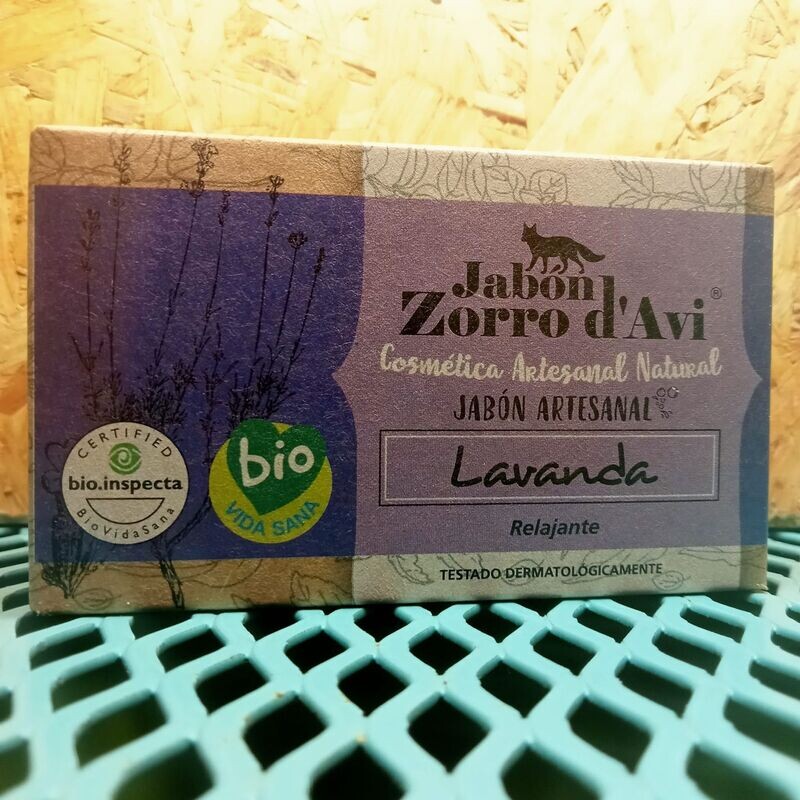 Jabón
Zorro d'Avi®
Cosmética Artesanal Natural
JABÓN ARTESANAL
Lavanda
Relajante
TESTADO DERMATOLÓGICAMENTE
CERTIFIED
bio.inspecta
BioVidaSana
bio
VIDA SANA